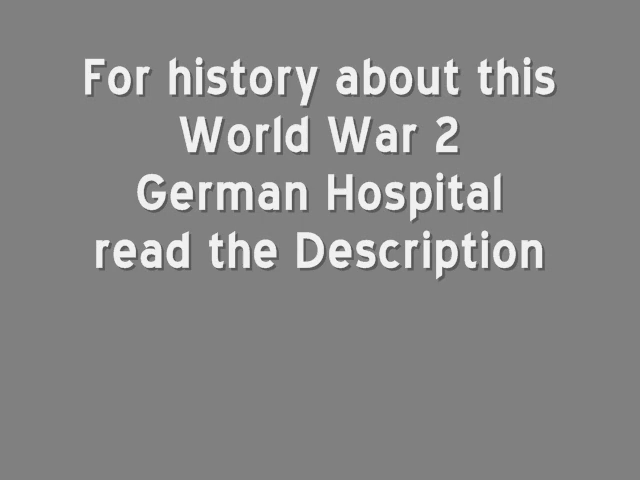 For history about this
World War 2
German Hospital
read the Description